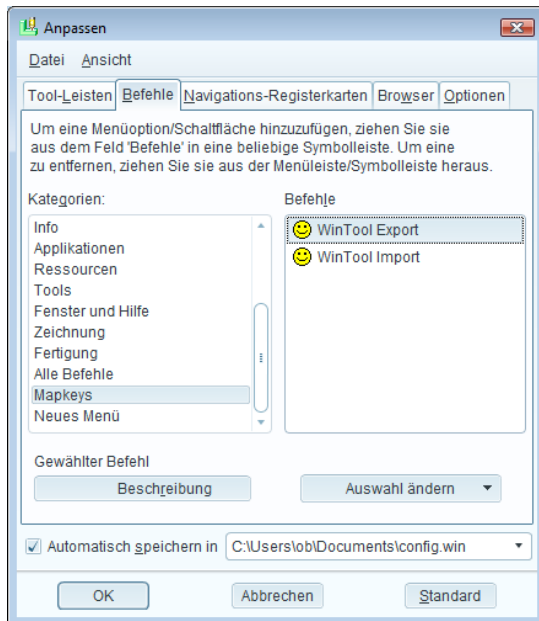 Anpassen
Datei Ansicht
Tool-Leisten Befehle Navigations-Registerkarten Browser Optionen
Um eine Menüoption/Schaltfläche hinzuzufügen, ziehen Sie sie
aus dem Feld 'Befehle' in eine beliebige Symbolleiste. Um eine
zu entfernen, ziehen Sie sie aus der Menüleiste/Symbolleiste heraus.
Kategorien:
Info
Applikationen
Ressourcen
Tools
Fenster und Hilfe
Zeichnung
Fertigung
Alle Befehle
Mapkeys
Neues Menü
Befehle
WinTool Export
WinTool Import
Gewählter Befehl
Beschreibung Auswahl ändern
Automatisch speichern in C:\Users\ob\Documents\config.win
OK Abbrechen Standard